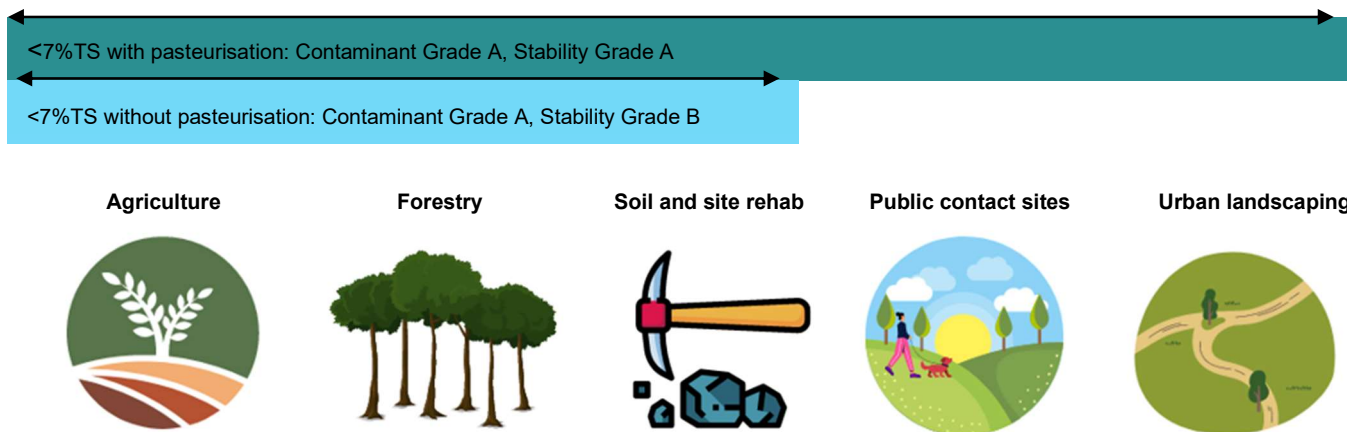 <7%TS with pasteurisation: Contaminant Grade A, Stability Grade A
<7%TS without pasteurisation: Contaminant Grade A, Stability Grade B
Agriculture Forestry Soil and site rehab Public contact sites Urban landscaping